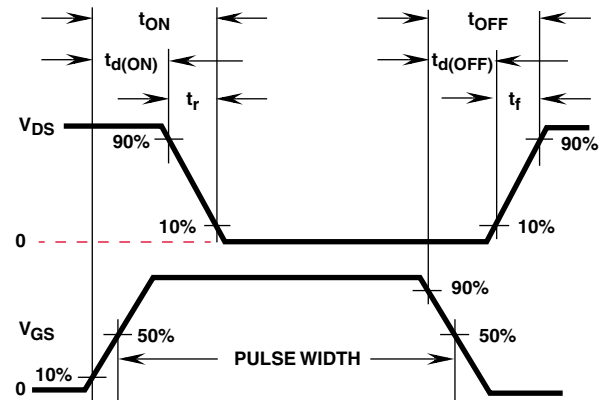 tON tOFF
td(ON) td(OFF)
tr tf
VDS
90% 90%
10% 10%
0
90%
VGS 50% PULSE WIDTH 50%
10%
0